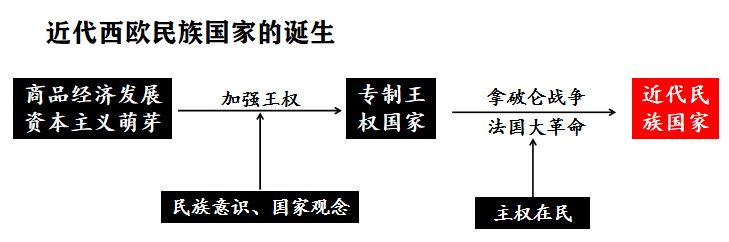 近代西欧民族国家的诞生
商品经济发展
资本主义萌芽
加强王权
专制王
权国家
拿破仑战争
法国大革命
近代民
族国家
民族意识、国家观念
主权在民